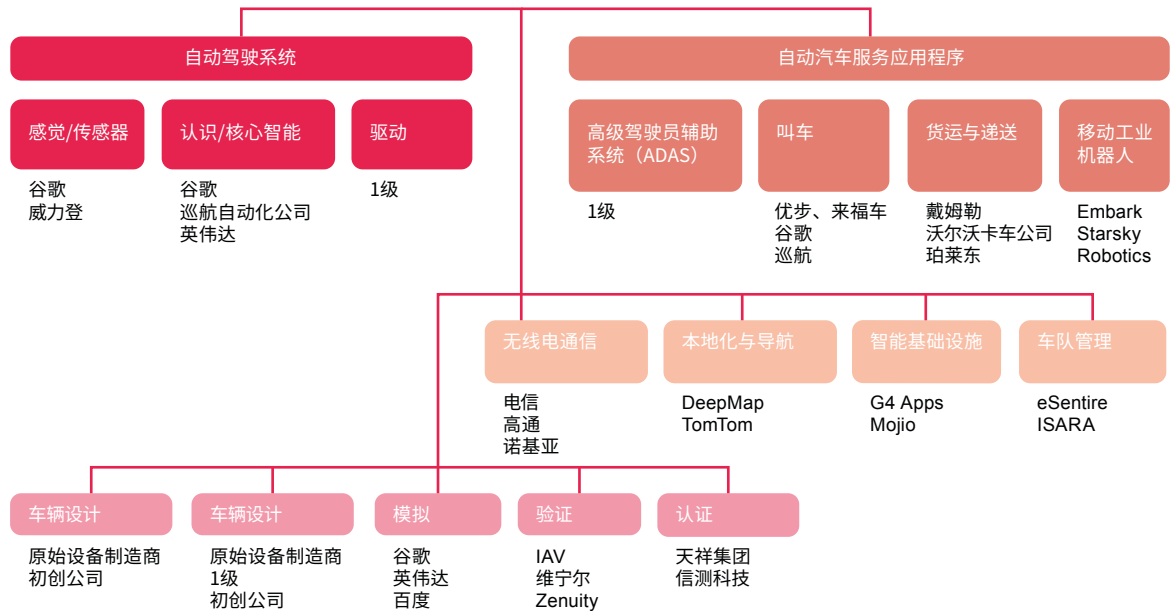 自动驾驶系统
自动汽车服务应用程序
感觉/传感器
谷歌
威力登
认识/核心智能
谷歌
巡航自动化公司
英伟达
驱动
1级
高级驾驶员辅助
系统（ADAS）
1级
叫车
优步、来福车
谷歌
巡航
货运与递送
戴姆勒
沃尔沃卡车公司
珀莱东
移动工业
机器人
Embark
Starsky
Robotics
无线电通信
电信
高通
诺基亚
本地化与导航
DeepMap
TomTom
智能基础设施
G4 Apps
Mojio
车队管理
eSentire
ISARA
车辆设计
原始设备制造商
初创公司
车辆设计
原始设备制造商
1级
初创公司
模拟
谷歌
英伟达
百度
验证
IAV
维宁尔
Zenuity
认证
天祥集团
信测科技